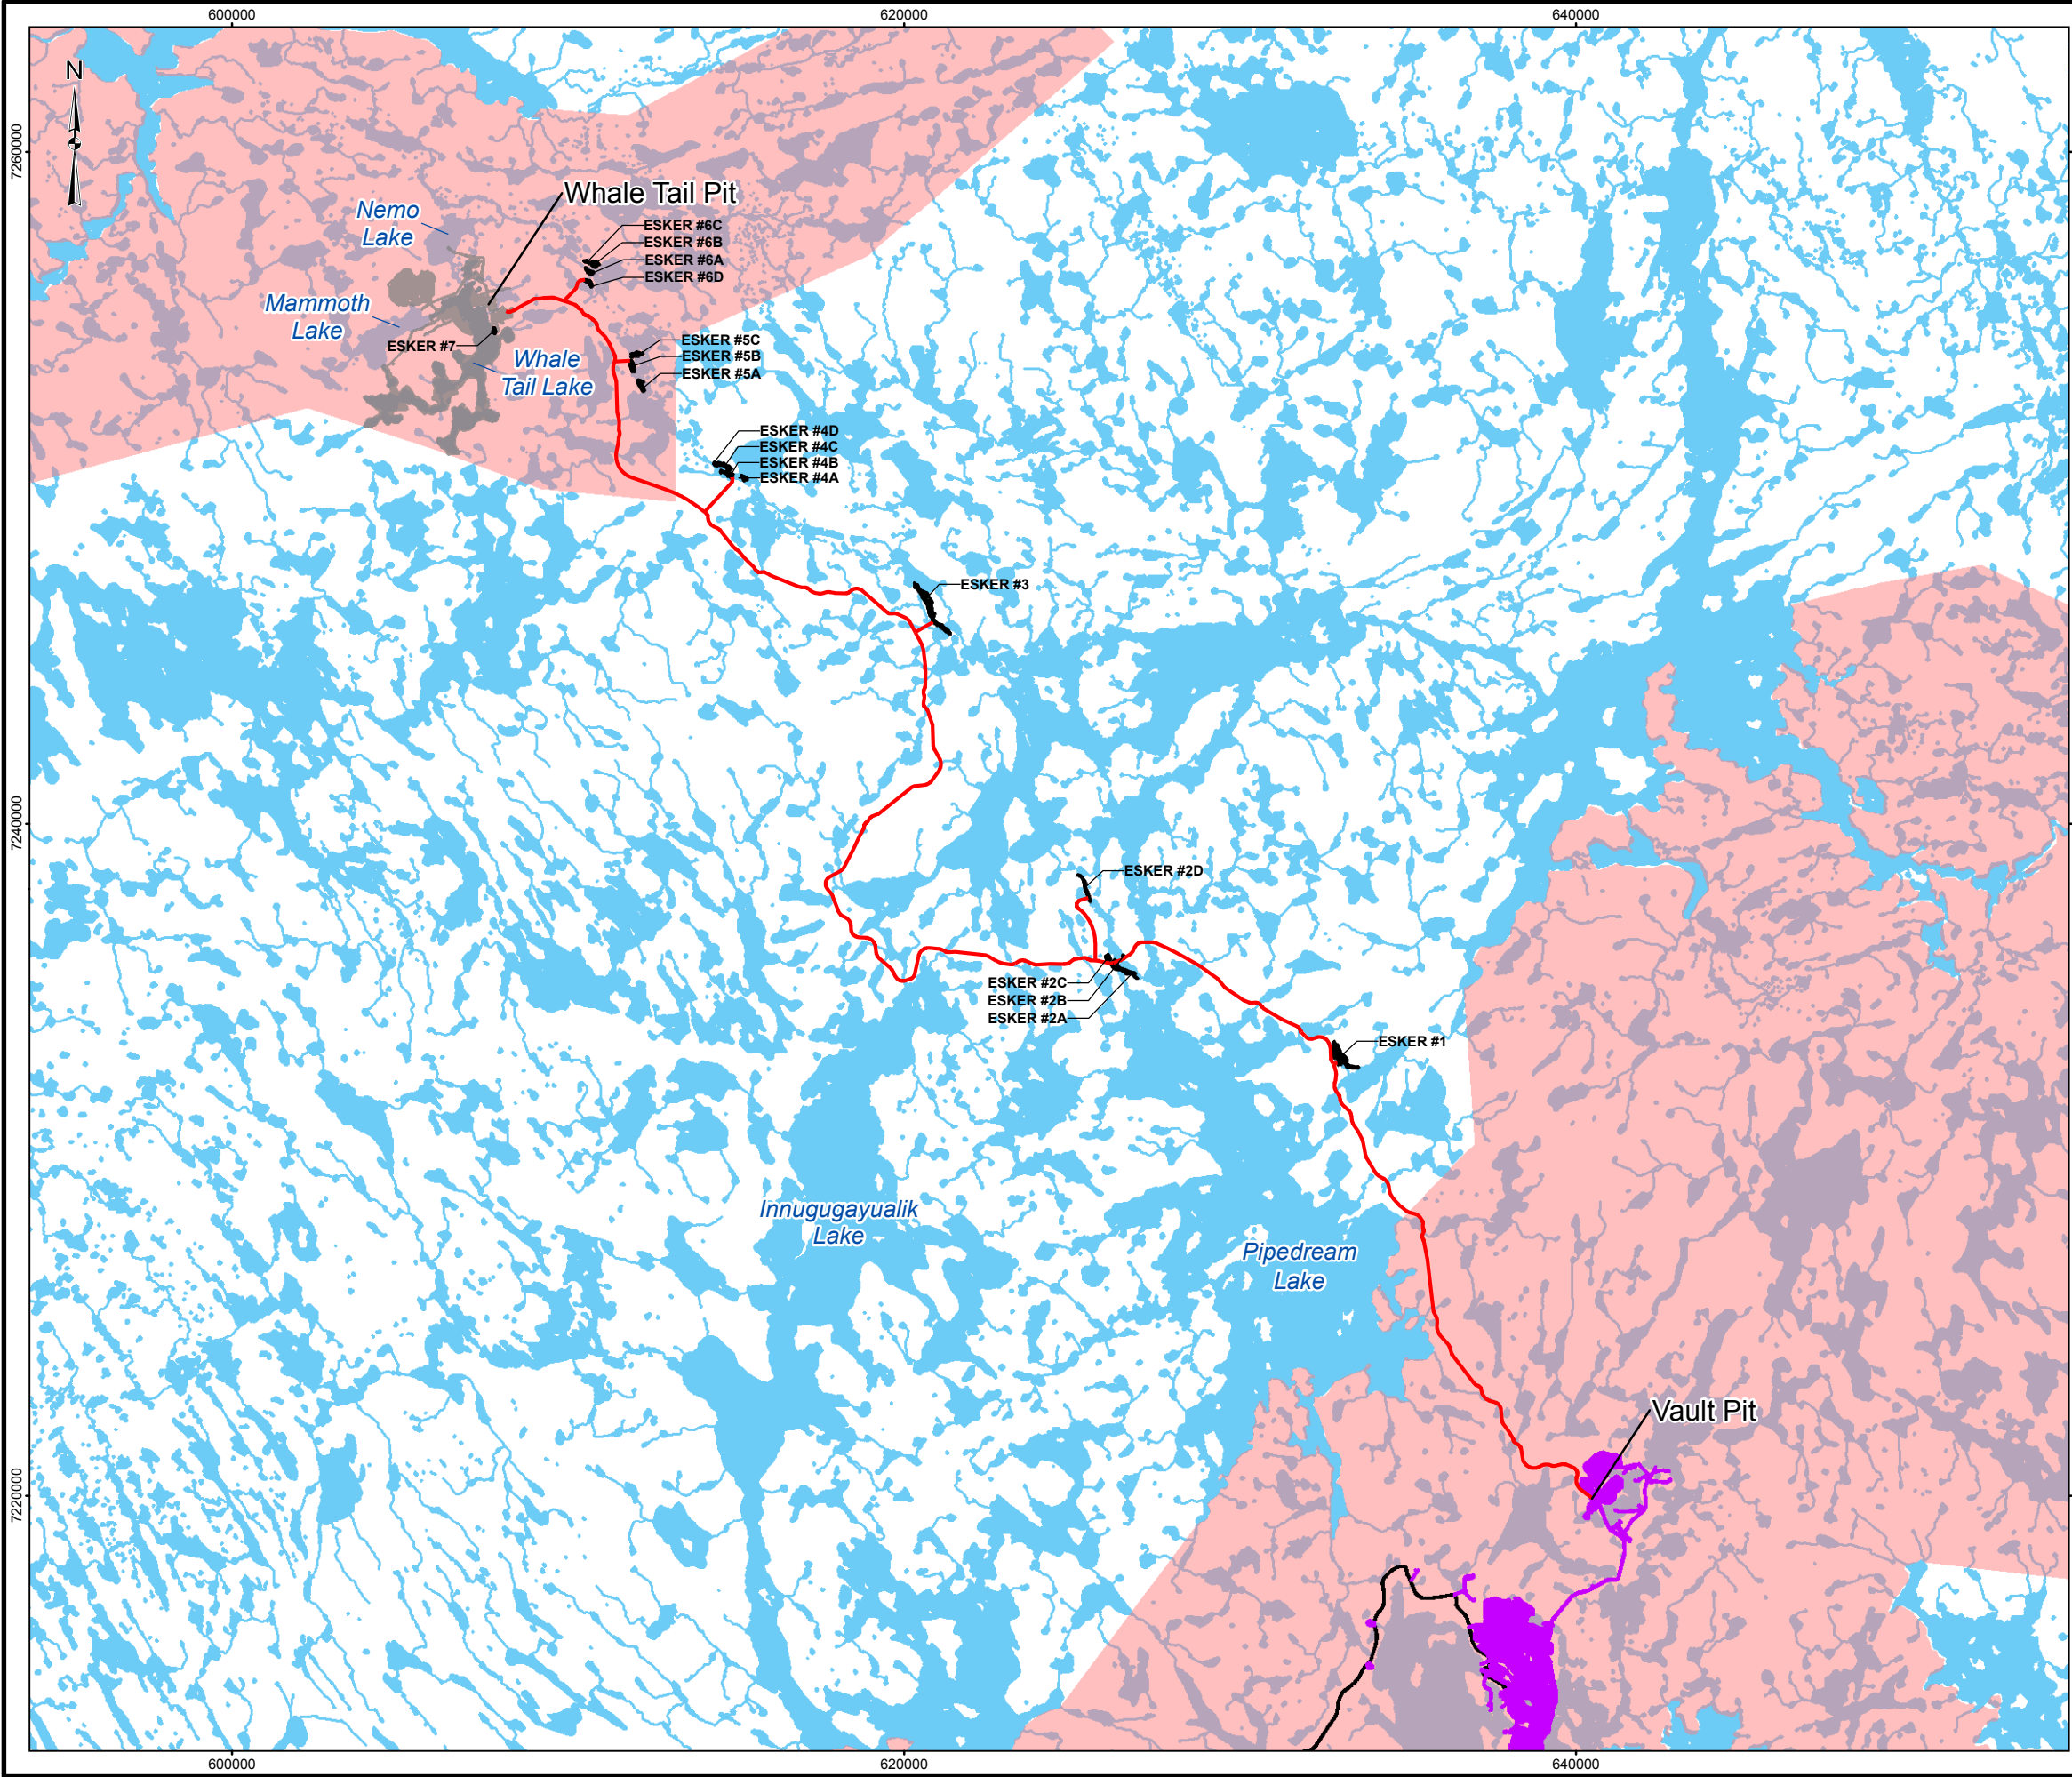 600000
620000
640000
N
7260000
Whale Tail Pit
Nemo
Lake
ESKER #6C
ESKER #6B
ESKER #6A
ESKER #6D
Mammoth
Lake
ESKER #7
Whale
Tail Lake
ESKER #5C
ESKER #5B
ESKER #5A
ESKER #4D
ESKER #4C
ESKER #4B
ESKER #4A
ESKER #3
7240000
ESKER #2D
ESKER #2C
ESKER #2B
ESKER #2A
ESKER #1
Innugugayualik
Lake
Pipedream
Lake
Vault Pit
7220000
600000
620000
640000